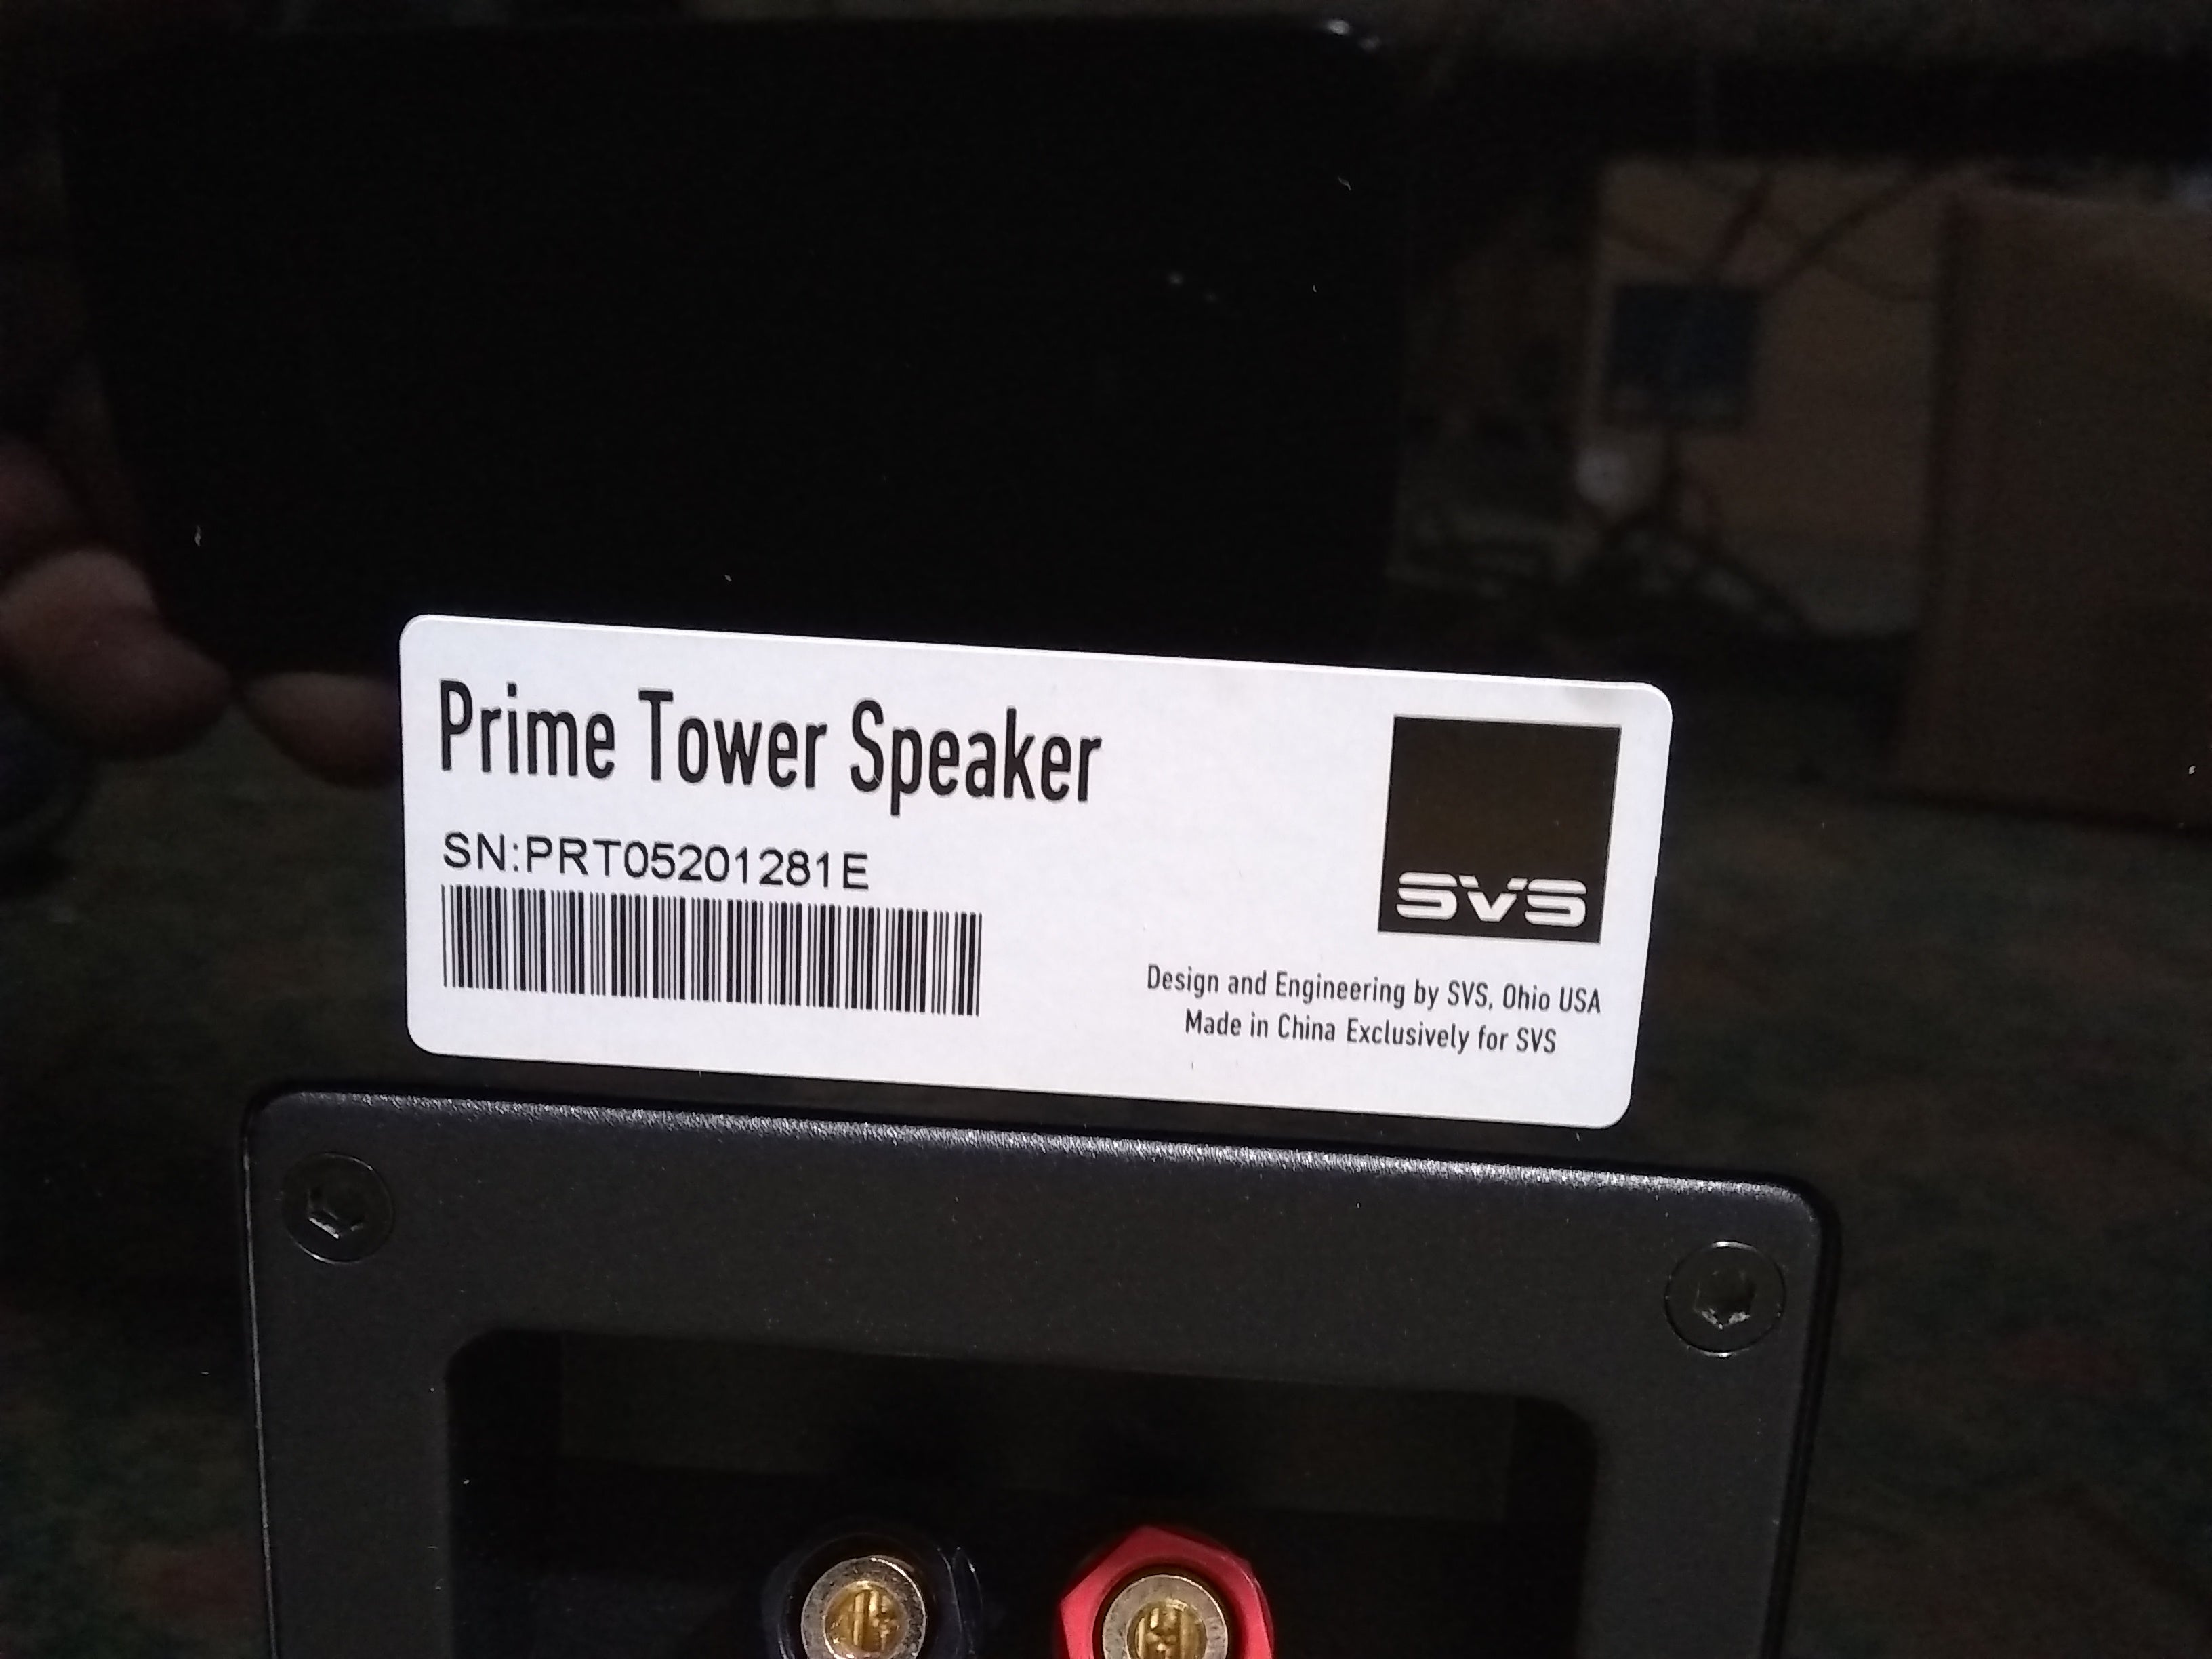 Prime Tower Speaker
SN:PRT05201281E
SVS
Design and Engineering by SVS, Ohio USA
Made in China Exclusively for SVS